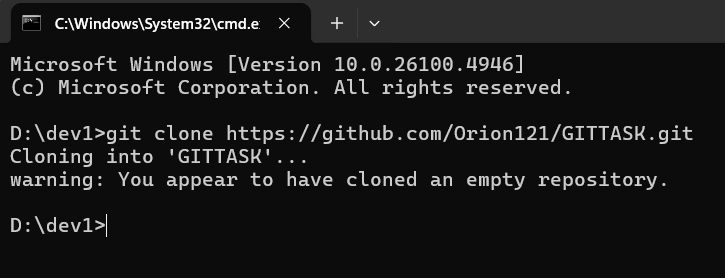 C:\Windows\System32\cmd.e
Microsoft Windows [Version 10.0.26100.4946]
(c) Microsoft Corporation. All rights reserved.
D:\dev1>git clone https://github.com/Orion121/GITTASK.git
Cloning into 'GITTASK'...
warning: You appear to have cloned an empty repository.
D:\dev1>